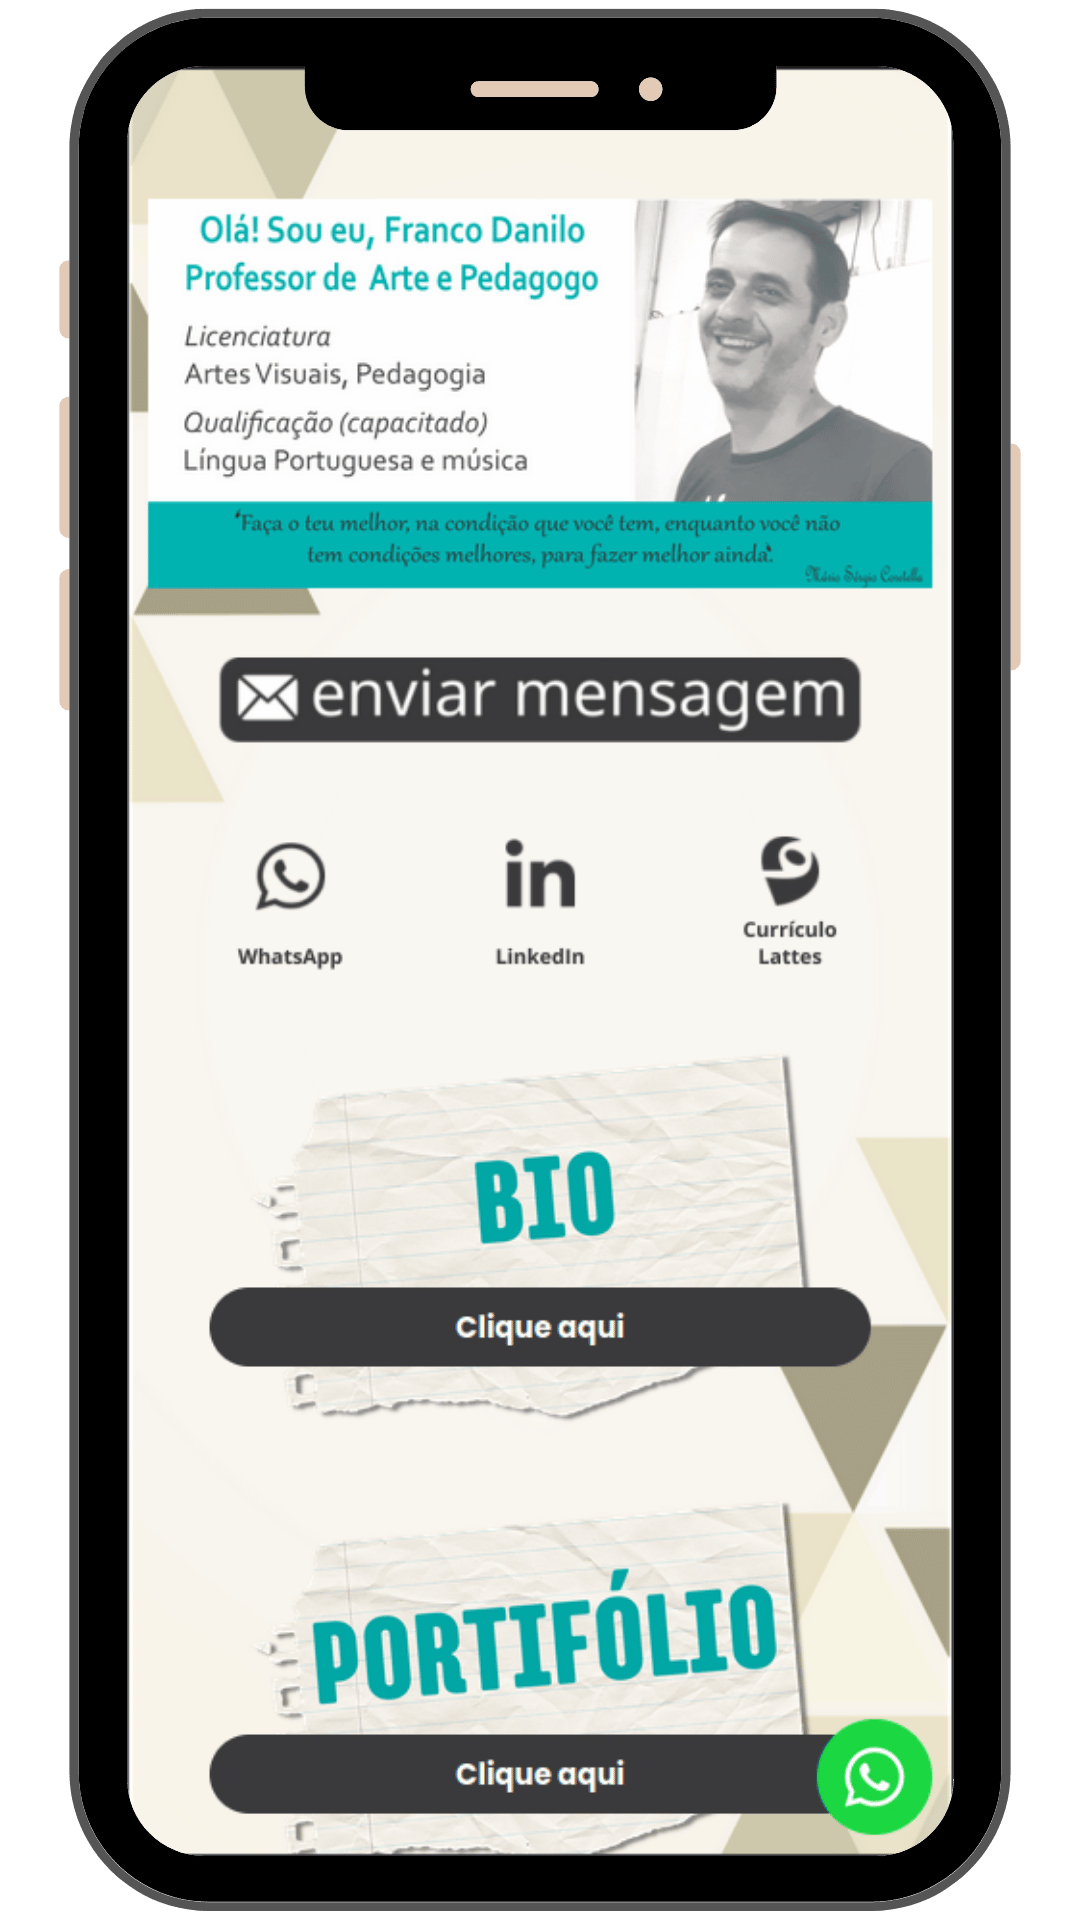 Olá! Sou eu, Franco Danilo
Professor de Arte e Pedagogo
Licenciatura
Artes Visuais, Pedagogia
Qualificação (capacitado)
Língua Portuguesa e música
"Faça o teu melhor, na condição que você tem, enquanto você não
tem condições melhores, para fazer melhor ainda".
Mário Sérgio Cortella
enviar mensagem
WhatsApp
LinkedIn
Currículo
Lattes
BIO
Clique aqui
PORTIFÓLIO
Clique aqui